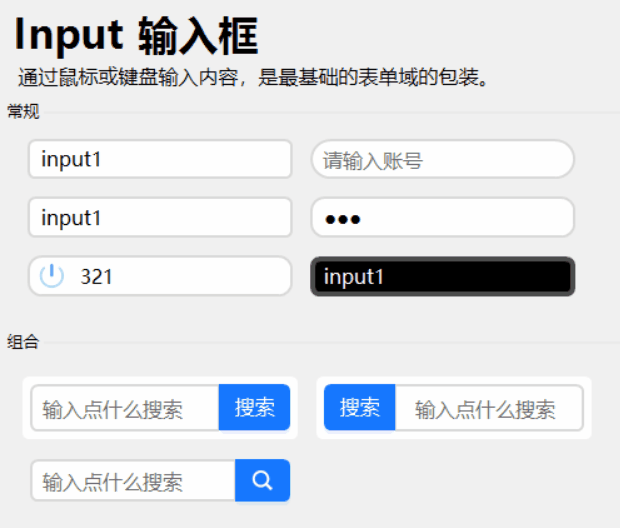 Input 输入框
通过鼠标或键盘输入内容，是最基础的表单域的包装。
常规
input1
请输入账号
input1
●●●
321
input1
组合
输入点什么搜索 搜索
搜索 输入点什么搜索
输入点什么搜索